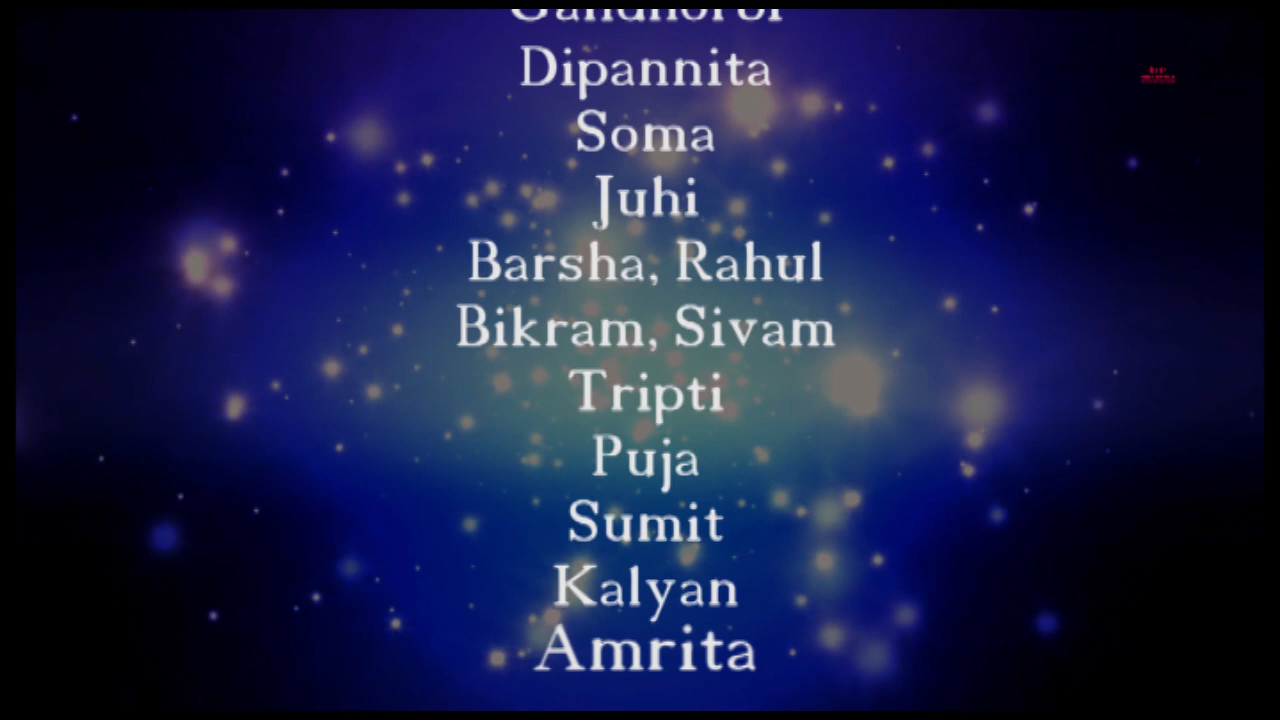 Dipannita
Soma
Juhi
Barsha, Rahul
Bikram, Sivam
Tripti
Puja
Sumit
Kalyan
Amrita